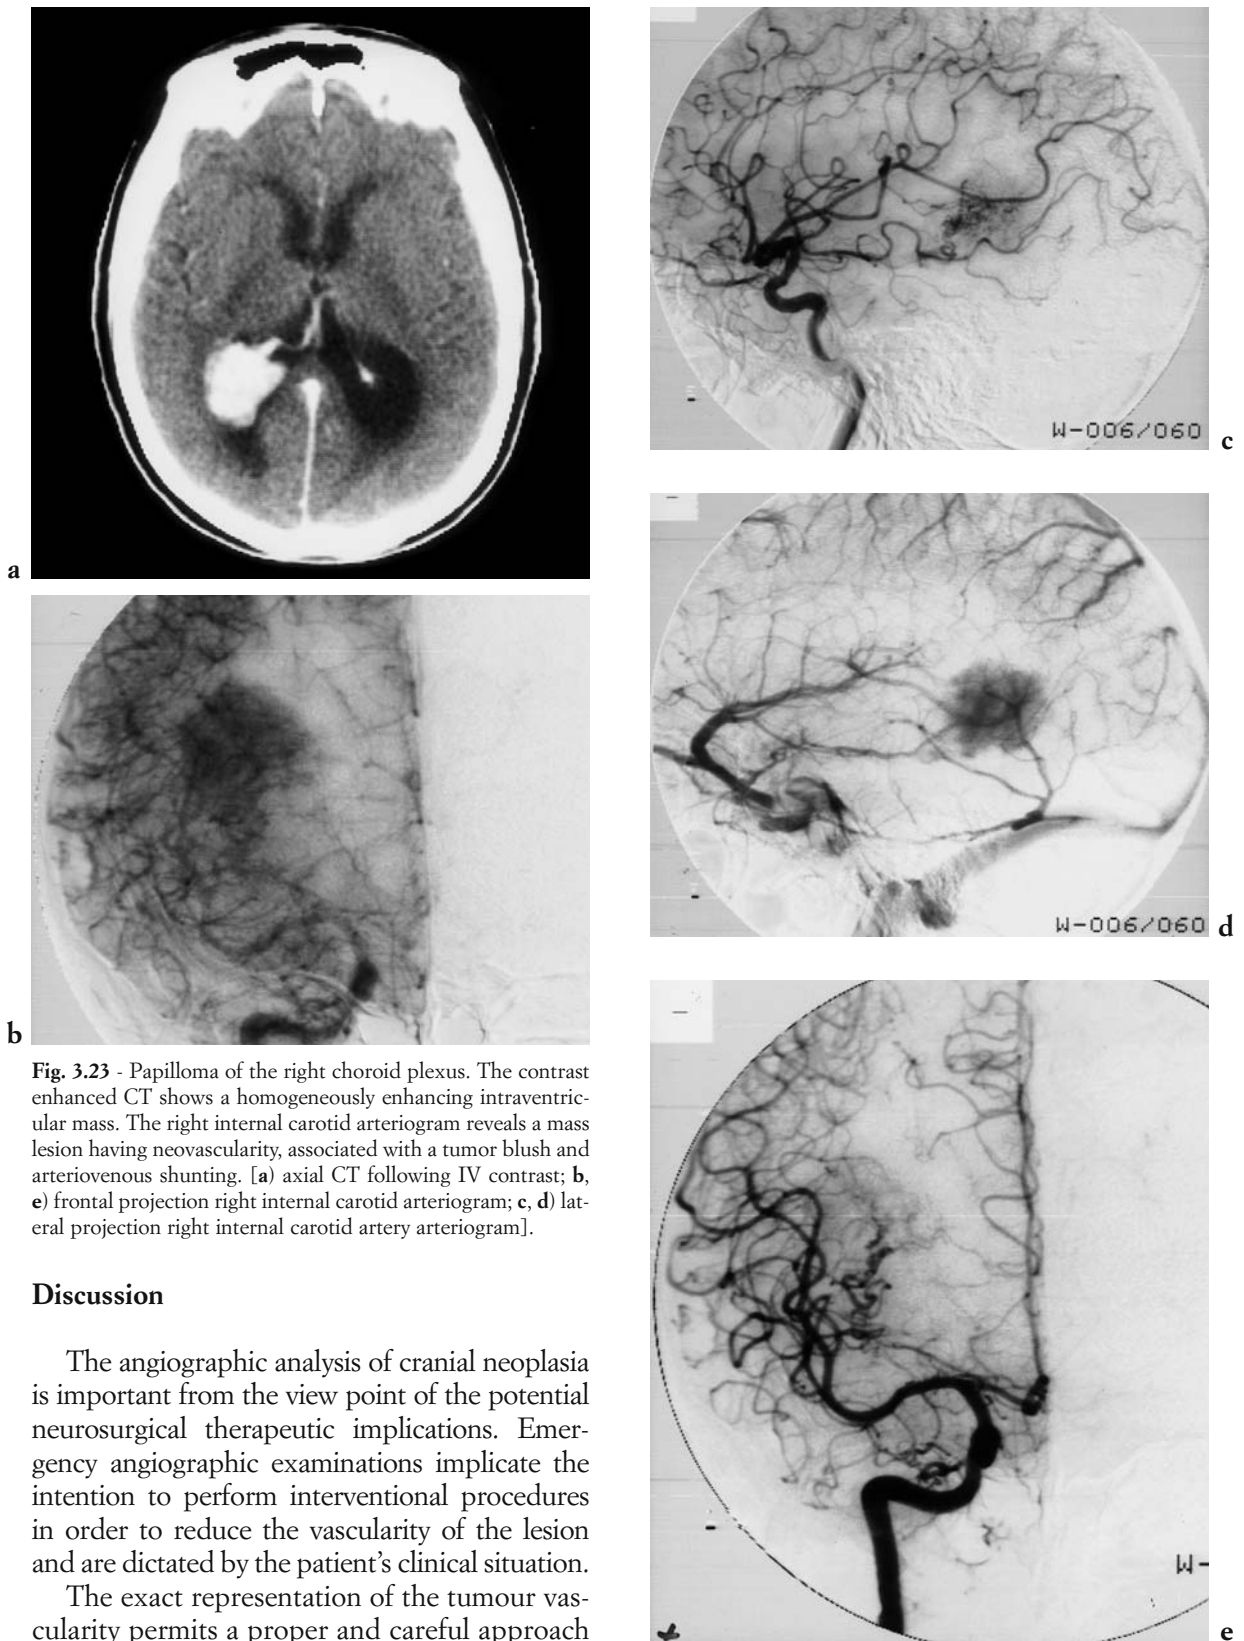 a
W-006/060
c
W-006/060
d
b
Fig. 3.23 - Papilloma of the right choroid plexus. The contrast
enhanced CT shows a homogeneously enhancing intraventric-
ular mass. The right internal carotid arteriogram reveals a mass
lesion having neovascularity, associated with a tumor blush and
arteriovenous shunting. [a) axial CT following IV contrast; b,
e) frontal projection right internal carotid arteriogram; c, d) lat-
eral projection right internal carotid artery arteriogram].
Discussion
The angiographic analysis of cranial neoplasia
is important from the view point of the potential
neurosurgical therapeutic implications. Emer-
gency angiographic examinations implicate the
intention to perform interventional procedures
in order to reduce the vascularity of the lesion
and are dictated by the patient's clinical situation.
The exact representation of the tumour vas-
cularity permits a proper and careful approach
W-
e